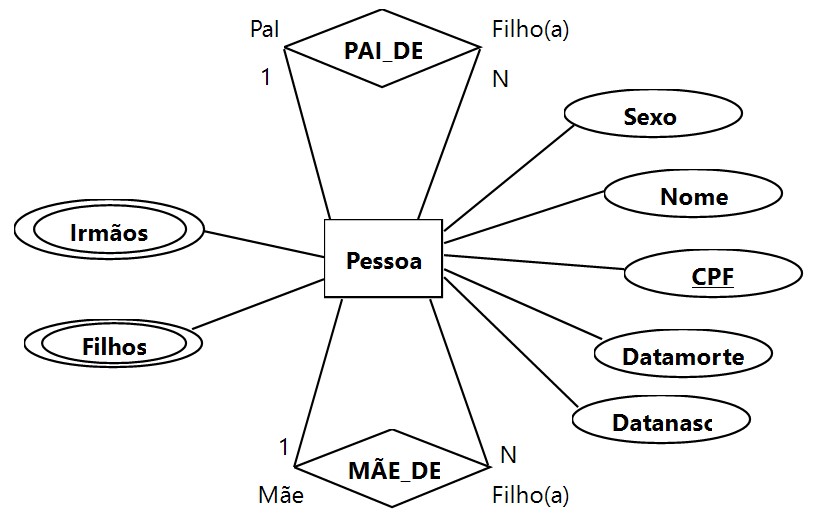 Pal
PAI_DE
Filho(a)
1
N
Sexo
Nome
Irmãos
Pessoa
CPF
Filhos
Datamorte
Datanasc
1
N
MÃE_DE
Mãe
Filho(a)